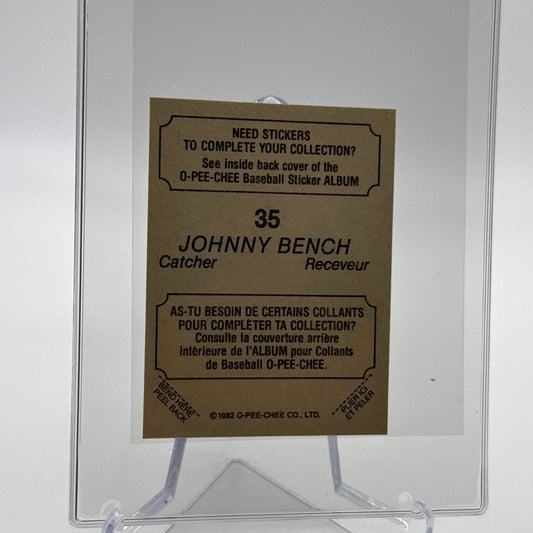 NEED STICKERS
TO COMPLETE YOUR COLLECTION?
See inside back cover of the
O-PEE-CHEE Baseball Sticker ALBUM
35
JOHNNY BENCH
Catcher Receveur
AS-TU BESOIN DE CERTAINS COLLANTS
POUR COMPLÉTER TA COLLECTION?
Consulte la couverture arrière
intérieure de l'ALBUM pour Collants
de Baseball O-PEE-CHEE.
BEND HERE
PEEL BACK
PLIER ICI
ET PELER
©1982 O-PEE-CHEE CO., LTD.